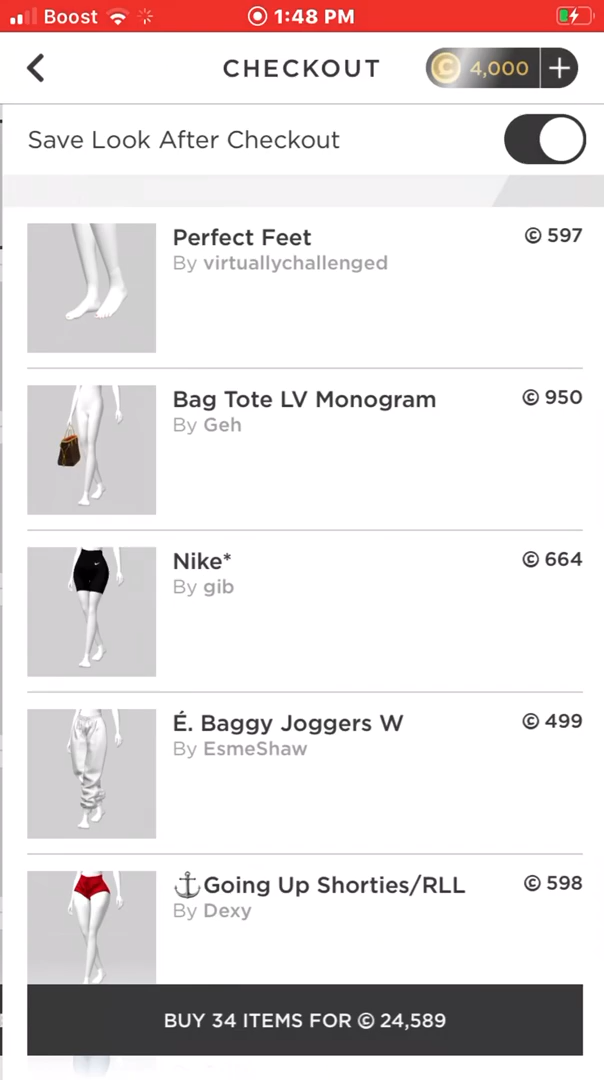 Boost 1:48 PM
CHECKOUT © 4,000 +
Save Look After Checkout
Perfect Feet © 597
By virtuallychallenged
Bag Tote LV Monogram © 950
By Geh
Nike* © 664
By gib
É. Baggy Joggers W © 499
By EsmeShaw
⚓Going Up Shorties/RLL © 598
By Dexy
BUY 34 ITEMS FOR © 24,589